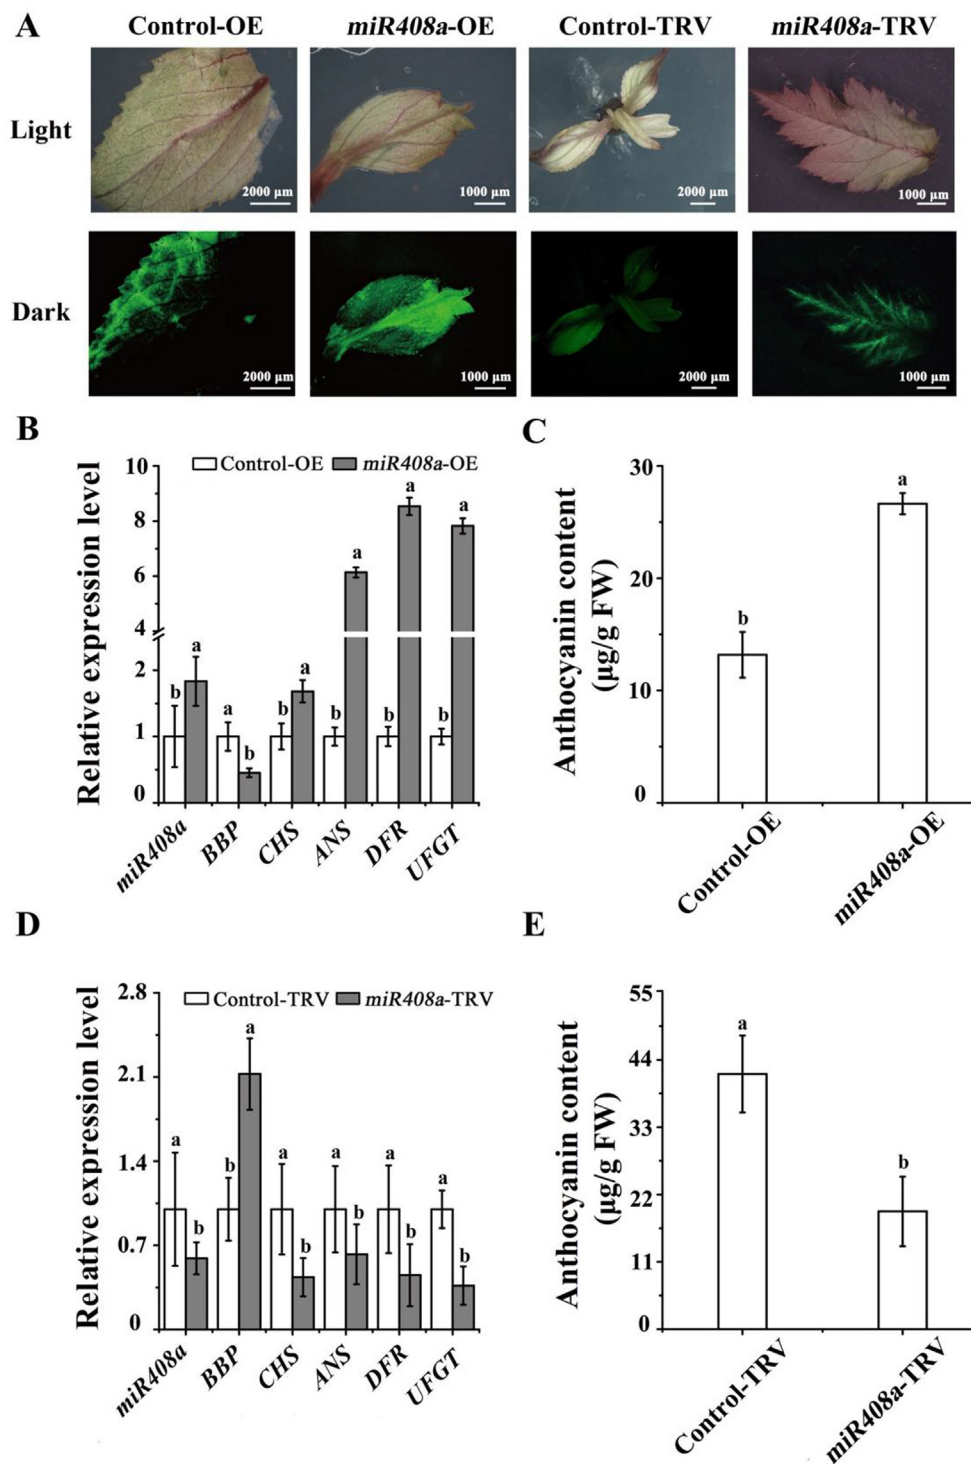 A
Control-OE miR408a-OE Control-TRV miR408a-TRV
Light
2000 µm 1000 µm 2000 µm 1000 µm
Dark
2000 µm 1000 µm 2000 µm 1000 µm
B
Control-OE miR408a-OE
Relative expression level
10
8
6
4
2
1
0
b a a b b a b a b a b a
miR408a BBP CHS ANS DFR UFGT
C
Anthocyanin content
(µg/g FW)
30
20
10
0
b a
Control-OE miR408a-OE
D
Control-TRV miR408a-TRV
Relative expression level
2.8
2.1
1.4
0.7
0
a b b a a b a b a b a b
miR408a BBP CHS ANS DFR UFGT
E
Anthocyanin content
(µg/g FW)
55
44
33
22
11
0
a b
Control-TRV miR408a-TRV